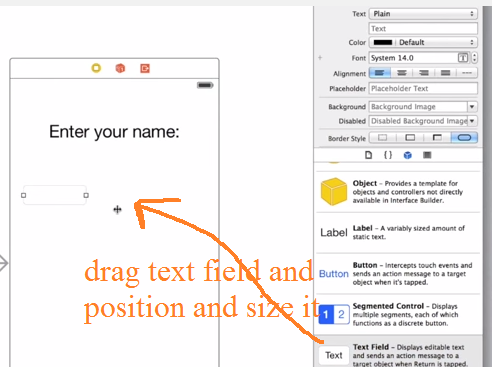 Text
Plain
Text
Color
Default
Font
System 14.0
T
Alignment
Placeholder
Placeholder Text
Background
Background Image
Disabled
Disabled Background Image
Border Style
{ }
Enter your name:
Object - Provides a template for
objects and controllers not directly
available in Interface Builder.
Label
Label - A variably sized amount of
static text.
Button
Button - Intercepts touch events and
sends an action message to a target
object when it's tapped.
1 2
Segmented Control - Displays
multiple segments, each of which
functions as a discrete button.
Text
Text Field - Displays editable text
and sends an action message to a
target object when Return is tapped.
drag text field and
position and size it